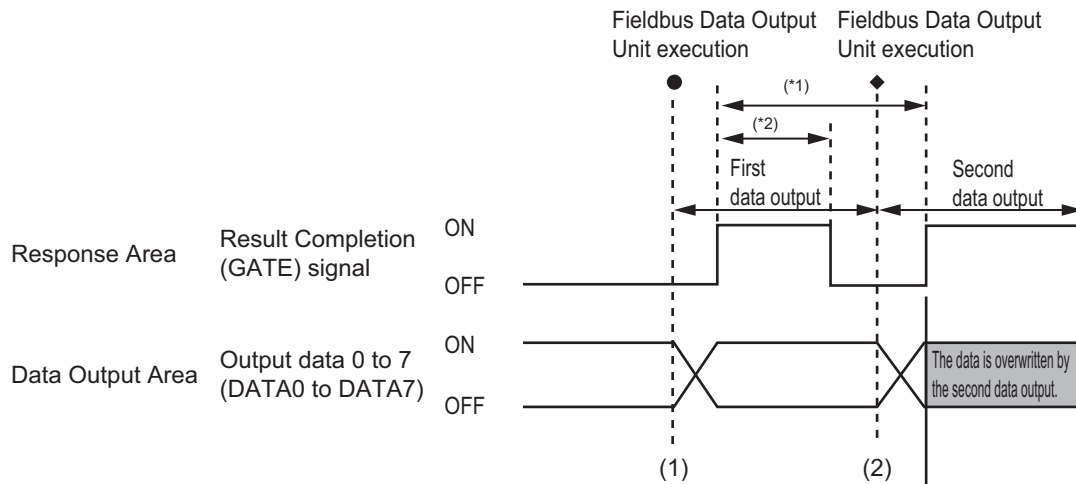 Fieldbus Data Output
Unit execution
Fieldbus Data Output
Unit execution
(*1)
(*2)
First
data output
Second
data output
Response Area
Result Completion
(GATE) signal
ON
OFF
Data Output Area
Output data 0 to 7
(DATA0 to DATA7)
ON
OFF
The data is overwritten by
the second data output.
(1)
(2)